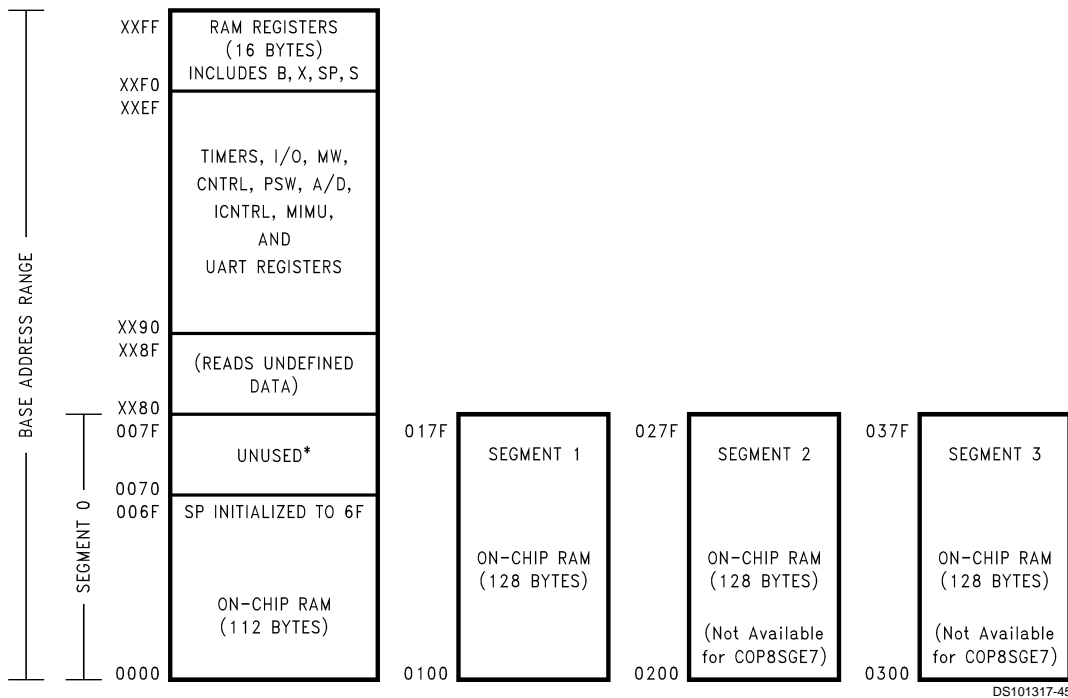 XXFF
RAM REGISTERS
(16 BYTES)
INCLUDES B, X, SP, S
XXF0
XXEF
TIMERS, I/O, MW,
CNTRL, PSW, A/D,
ICNTRL, MIMU,
AND
UART REGISTERS
XX90
XX8F
(READS UNDEFINED
DATA)
XX80
007F
UNUSED*
0070
006F
SP INITIALIZED TO 6F
ON-CHIP RAM
(112 BYTES)
0000
BASE ADDRESS RANGE
SEGMENT 0
017F
SEGMENT 1
ON-CHIP RAM
(128 BYTES)
0100
027F
SEGMENT 2
ON-CHIP RAM
(128 BYTES)
(Not Available
for COP8SGE7)
0200
037F
SEGMENT 3
ON-CHIP RAM
(128 BYTES)
(Not Available
for COP8SGE7)
0300
DS101317-45